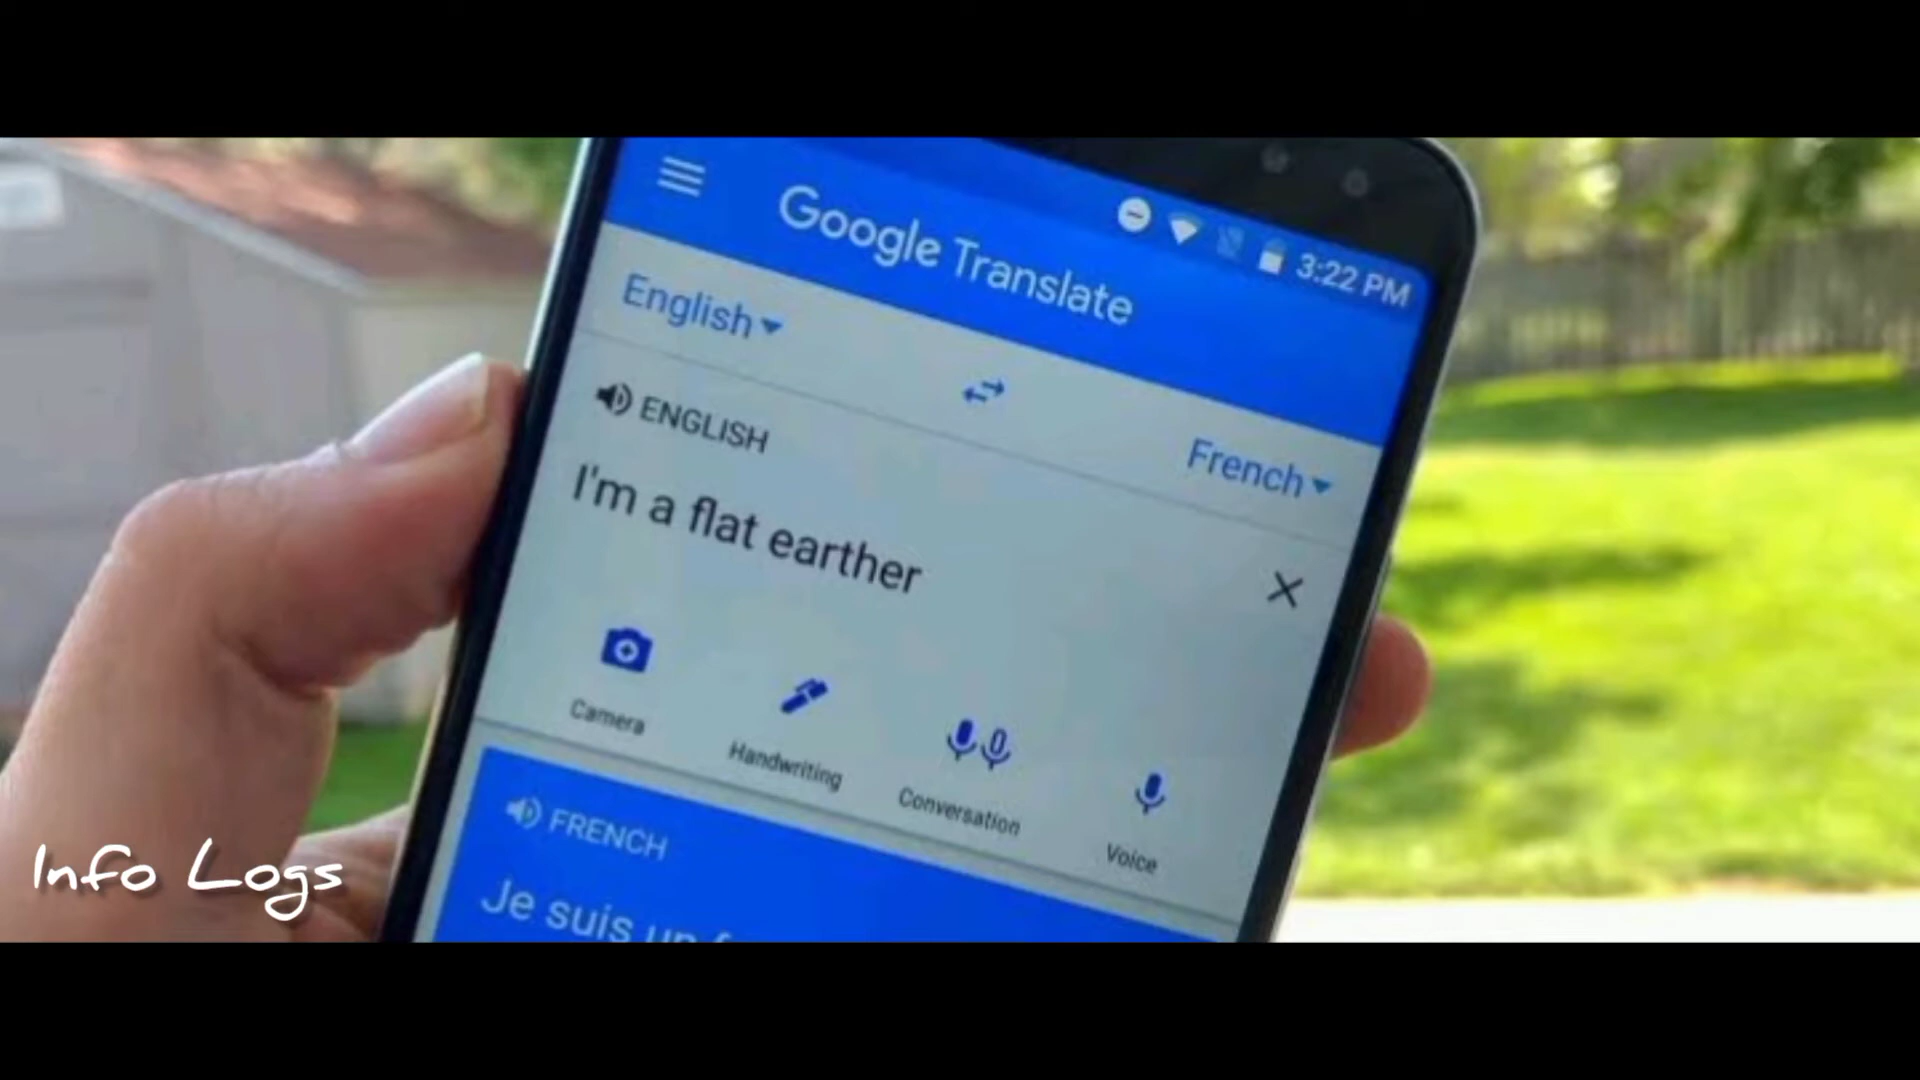 Google Translate
3:22 PM
English
French
ENGLISH
I'm a flat earther
Camera
Handwriting
Conversation
Voice
FRENCH
Je suis un
Info Logs